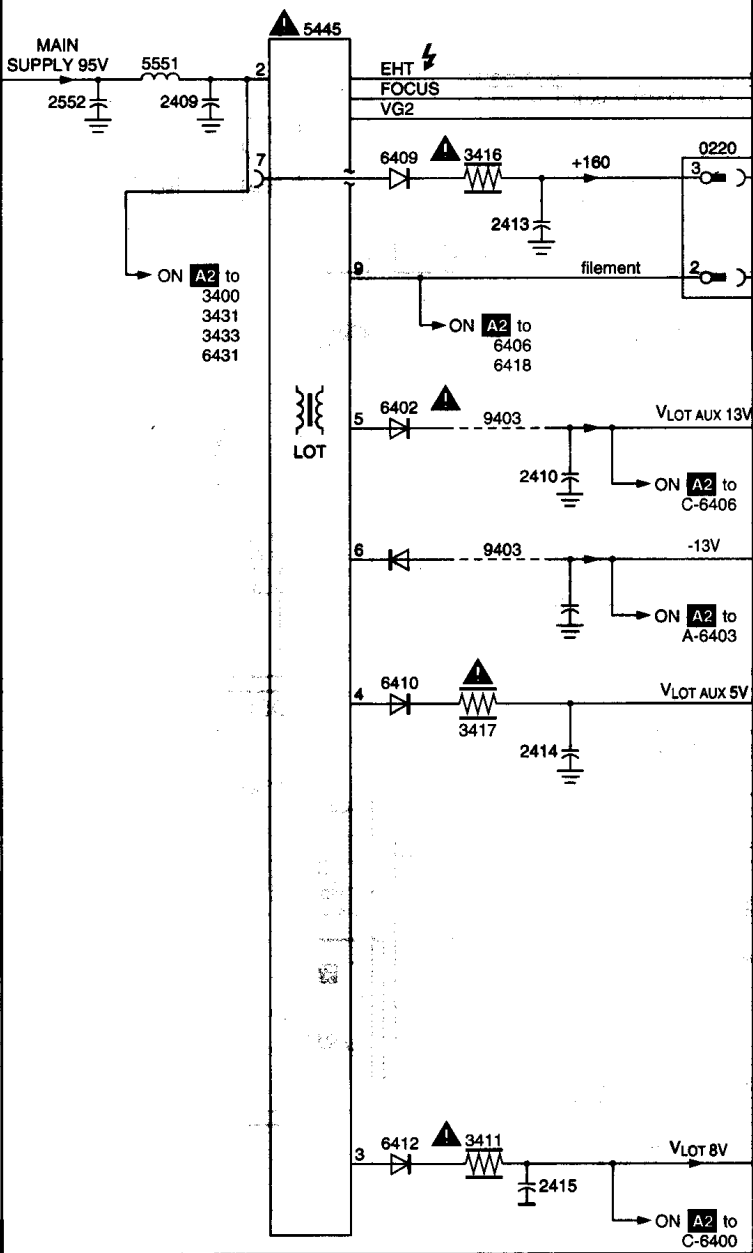 ! 5445
MAIN
SUPPLY 95V
5551
2
2552
2409
EHT
FOCUS
VG2
7
6409
!
3416
+160
0220
3
2413
ON A2 to
3400
3431
3433
6431
9
filement
2
ON A2 to
6406
6418
LOT
5
6402
!
9403
VLOT AUX 13V
2410
ON A2 to
C-6406
6
9403
-13V
ON A2 to
A-6403
4
6410
!
3417
VLOT AUX 5V
2414
3
6412
!
3411
VLOT 8V
2415
ON A2 to
C-6400